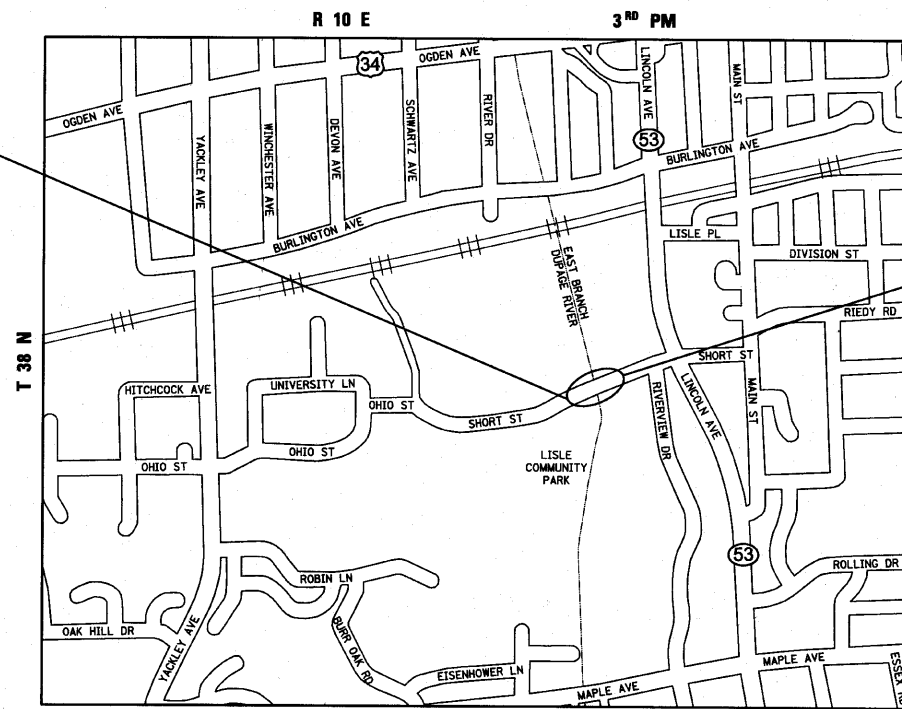 R 10 E
3RD PM
T 38 N
OGDEN AVE
34
OGDEN AVE
YACKLEY AVE
WINCHESTER AVE
DEVON AVE
SCHWARTZ AVE
RIVER DR
LINCOLN AVE
MAIN ST
53
BURLINGTON AVE
BURLINGTON AVE
LISLE PL
DIVISION ST
EAST BRANCH
DUPAGE RIVER
RIEDY RD
SHORT ST
HITCHCOCK AVE
UNIVERSITY LN
OHIO ST
SHORT ST
RIVERVIEW DR
LINCOLN AVE
MAIN ST
OHIO ST
OHIO ST
LISLE
COMMUNITY
PARK
53
ROBIN LN
ROLLING DR
OAK HILL DR
YACKLEY AVE
BURR OAK RD
EISENHOWER LN
MAPLE AVE
MAPLE AVE
ESSEX RD